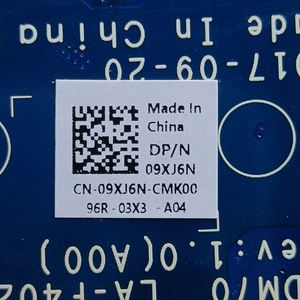 ade In China
017-09-20
Made In
China
DP/N
09XJ6N
CN-09XJ6N-CMK00
96R - 03X3 - A04
ev:1.0(A00)
DM70 LA-F402